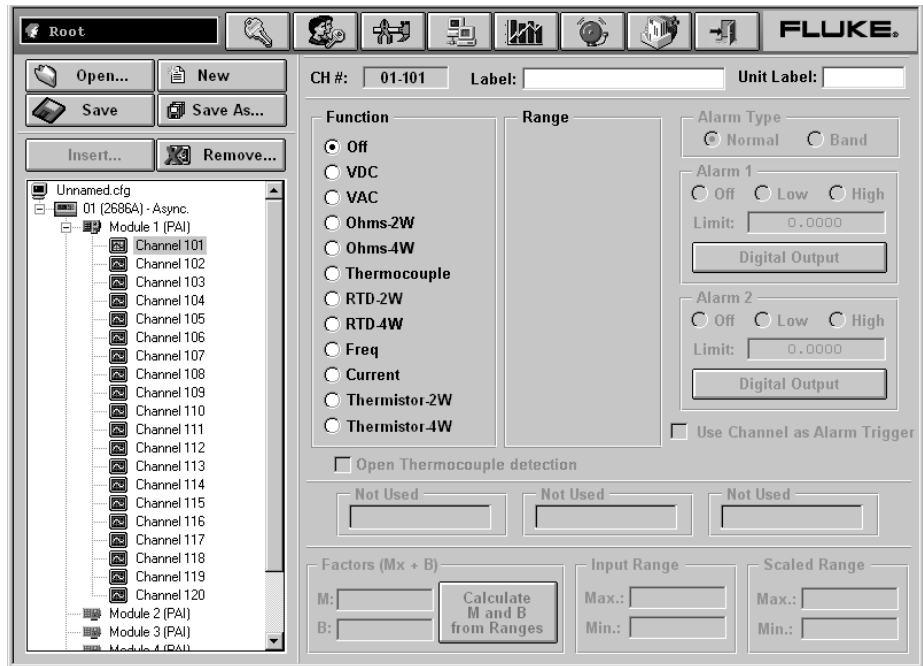 Root
FLUKE®
Open...
New
Save
Save As...
Insert...
Remove...
Unnamed.cfg
01 (2686A) - Async.
Module 1 (PAI)
Channel 101
Channel 102
Channel 103
Channel 104
Channel 105
Channel 106
Channel 107
Channel 108
Channel 109
Channel 110
Channel 111
Channel 112
Channel 113
Channel 114
Channel 115
Channel 116
Channel 117
Channel 118
Channel 119
Channel 120
Module 2 (PAI)
Module 3 (PAI)
Module 4 (PAI)
CH #: 01-101 Label: Unit Label:
Function
Off
VDC
VAC
Ohms-2W
Ohms-4W
Thermocouple
RTD-2W
RTD-4W
Freq
Current
Thermistor-2W
Thermistor-4W
Range
Alarm Type
Normal Band
Alarm 1
Off Low High
Limit: 0.0000
Digital Output
Alarm 2
Off Low High
Limit: 0.0000
Digital Output
Use Channel as Alarm Trigger
Open Thermocouple detection
Not Used
Not Used
Not Used
Factors (Mx + B)
M:
B:
Calculate
M and B
from Ranges
Input Range
Max.:
Min.:
Scaled Range
Max.:
Min.: